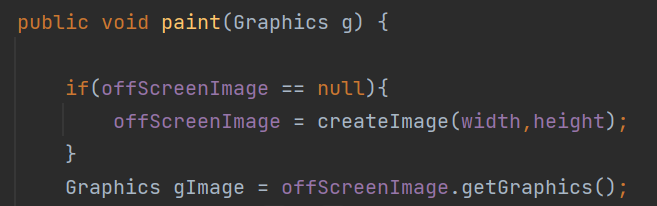 public void paint(Graphics g) {
if(offScreenImage == null){
offScreenImage = createImage(width,height);
}
Graphics gImage = offScreenImage.getGraphics();